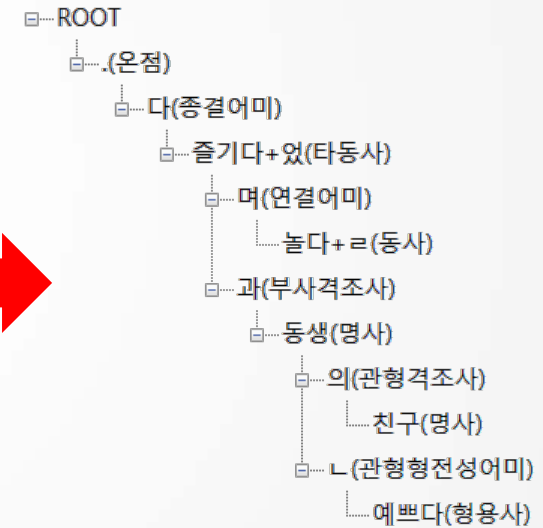 ROOT
.(온점)
다(종결어미)
즐기다+었(타동사)
며(연결어미)
놀다+ㄹ(동사)
과(부사격조사)
동생(명사)
의(관형격조사)
친구(명사)
ㄴ(관형형전성어미)
예쁘다(형용사)